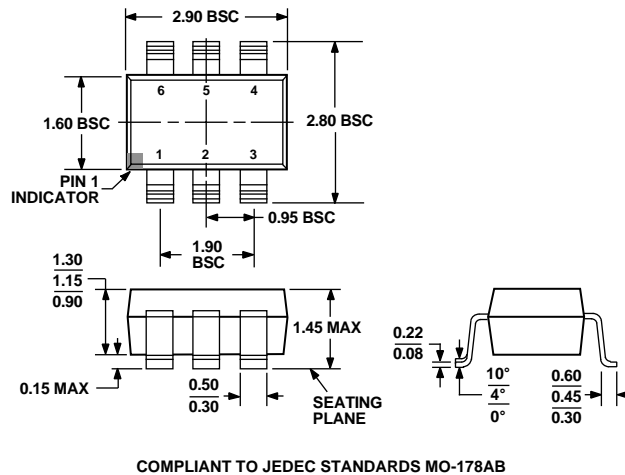 2.90 BSC
6 5 4
1.60 BSC
2.80 BSC
1 2 3
PIN 1
INDICATOR
0.95 BSC
1.90
BSC
1.30
1.15
0.90
1.45 MAX
0.15 MAX
0.50
0.30
SEATING
PLANE
0.22
0.08
10°
4°
0°
0.60
0.45
0.30
COMPLIANT TO JEDEC STANDARDS MO-178AB